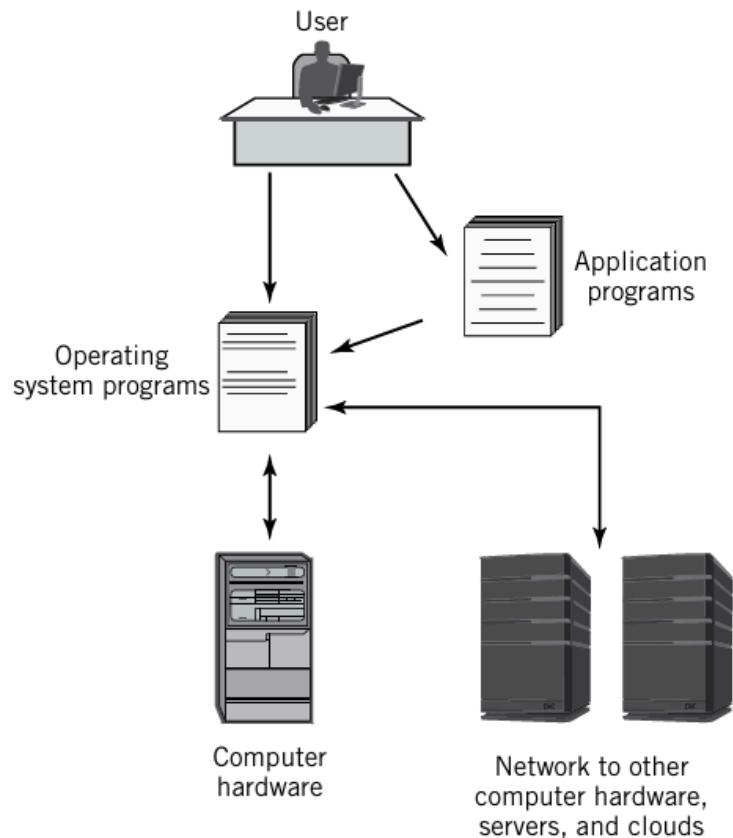 User
Application
programs
Operating
system programs
Computer
hardware
Network to other
computer hardware,
servers, and clouds